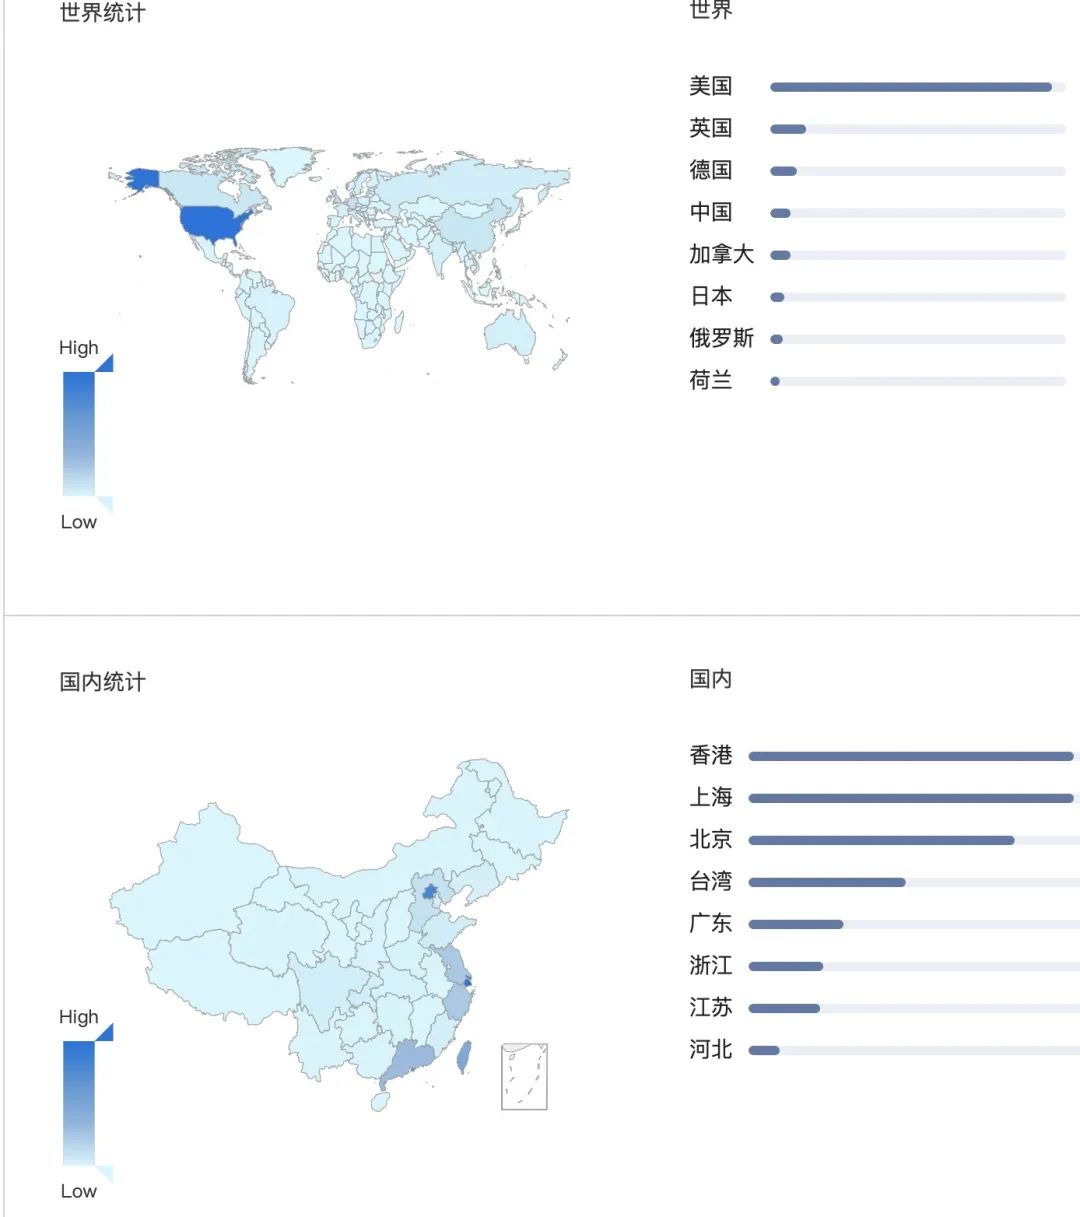 世界统计
世界
美国
英国
德国
中国
加拿大
日本
俄罗斯
荷兰
High
Low
国内统计
国内
香港
上海
北京
台湾
广东
浙江
江苏
河北
High
Low